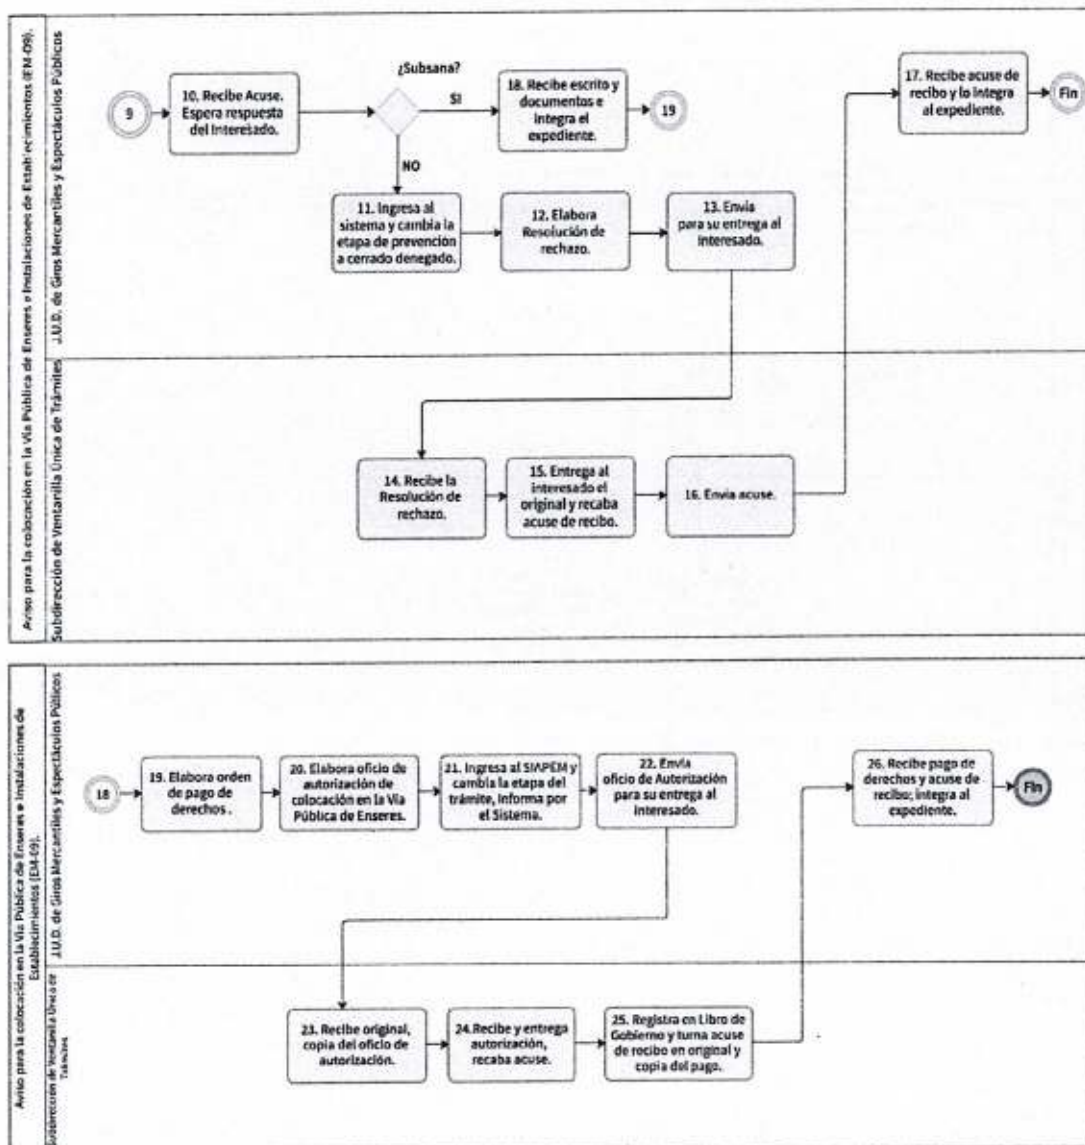 Aviso para la colocación en la Vía Pública de Enseres e Instalaciones de Establecimientos (EM-09).
J.U.D. de Giros Mercantiles y Espectáculos Públicos
9
10. Recibe Acuse.
Espera respuesta
del Interesado.
¿Subsana?
SI
NO
18. Recibe escrito y
documentos e
integra el
expediente.
19
17. Recibe acuse de
recibo y lo integra
al expediente.
Fin
11. Ingresa al
sistema y cambia la
etapa de prevención
a cerrado denegado.
12. Elabora
Resolución de
rechazo.
13. Envía
para su entrega al
interesado.
Subdirección de Ventanilla Única de Trámites
14. Recibe la
Resolución de
rechazo.
15. Entrega al
interesado el
original y recaba
acuse de recibo.
16. Envía acuse.
Aviso para la colocación en la Vía Pública de Enseres e Instalaciones de
Establecimientos (EM-09).
J.U.D. de Giros Mercantiles y Espectáculos Públicos
18
19. Elabora orden
de pago de
derechos .
20. Elabora oficio de
autorización de
colocación en la Vía
Pública de Enseres.
21. Ingresa al SIAPEM y
cambia la etapa del
trámite, informa por
el Sistema.
22. Envía
oficio de Autorización
para su entrega al
interesado.
26. Recibe pago de
derechos y acuse de
recibo; integra al
expediente.
Fin
Subdirección de Ventanilla Única de
Trámites
23. Recibe original,
copia del oficio de
autorización.
24.Recibe y entrega
autorización,
recaba acuse.
25. Registra en Libro de
Gobierno y turna acuse
de recibo en original y
copia del pago.